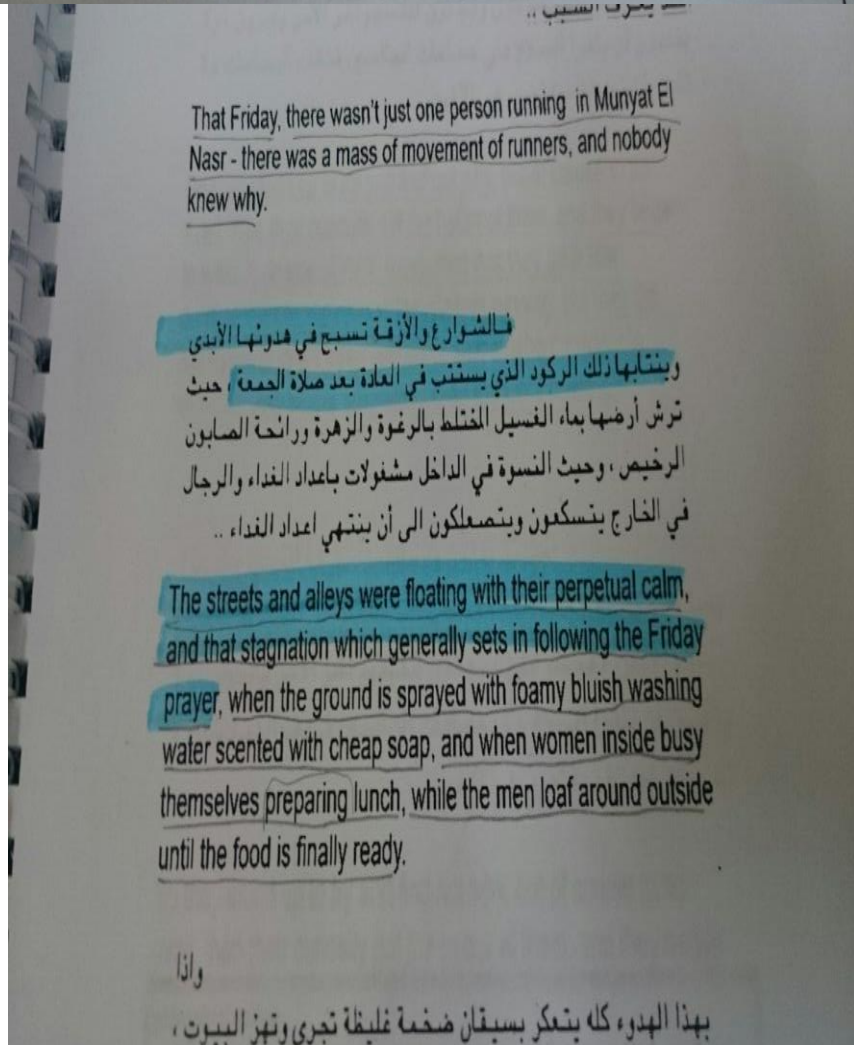 That Friday, there wasn't just one person running in Munyat El
Nasr - there was a mass of movement of runners, and nobody
knew why.
فالشوارع والأزقة تسبح في هدوئها الأبدي
وينتابها ذلك الركود الذي يستتب في العادة بعد صلاة الجمعة ، حيث
ترش أرضها بماء الغسيل المختلط بالرغوة والزهرة ورائحة الصابون
الرخيص ، وحيث النسوة في الداخل مشغولات باعداد الغداء والرجال
في الخارج يتسكعون ويتصعلكون الى أن ينتهي اعداد الغداء ..
The streets and alleys were floating with their perpetual calm,
and that stagnation which generally sets in following the Friday
prayer, when the ground is sprayed with foamy bluish washing
water scented with cheap soap, and when women inside busy
themselves preparing lunch, while the men loaf around outside
until the food is finally ready.
واذا
بهذا الهدوء كله يتعكر بسيقان ضخمة غليظة تجري وتهز البيوت ،